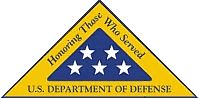 Honoring Those Who Served
U.S. DEPARTMENT OF DEFENSE